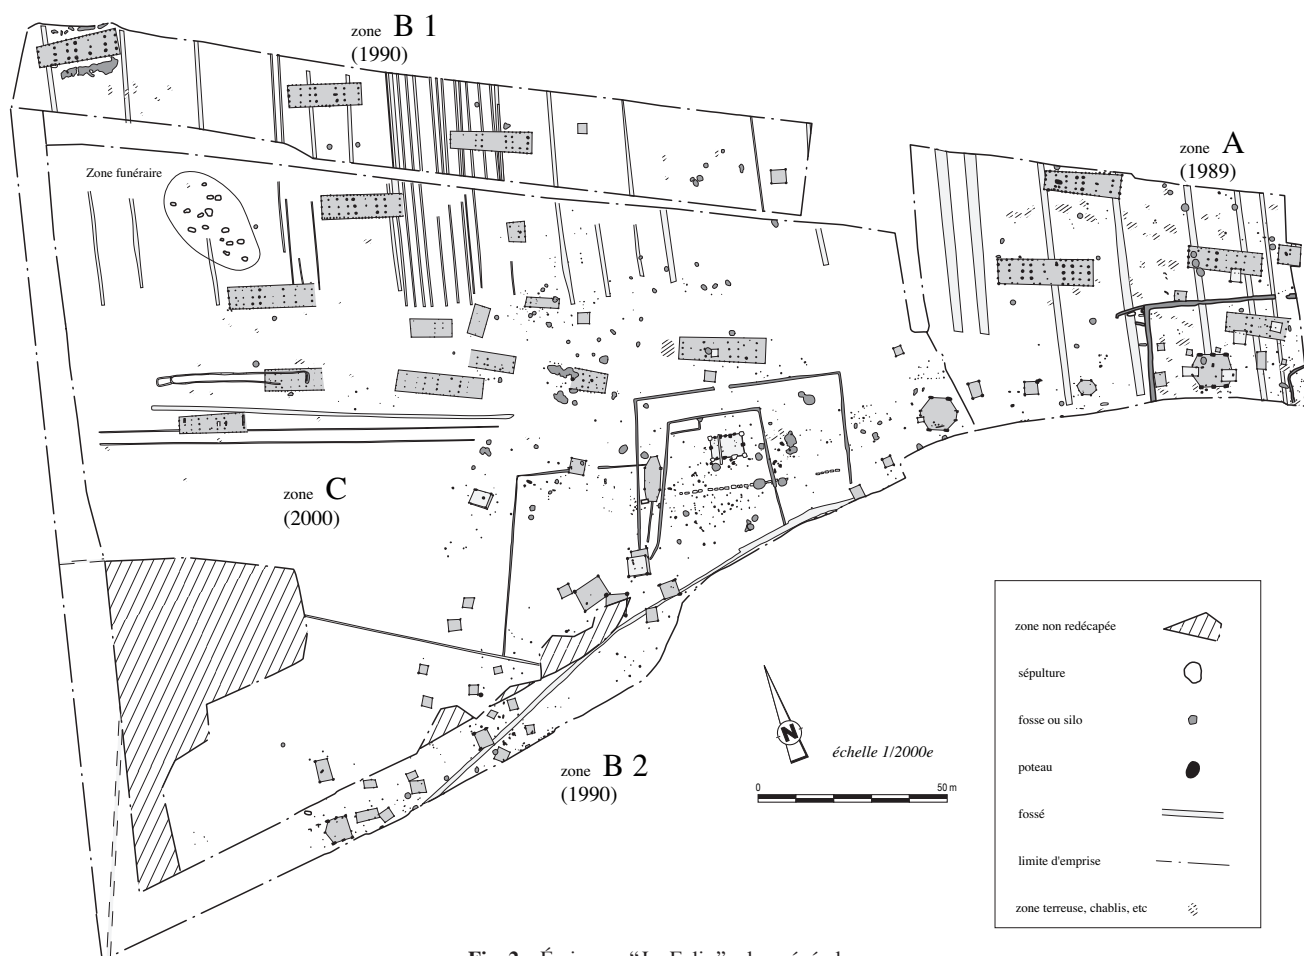 zone B 1
(1990)
zone A
(1989)
Zone funéraire
zone C
(2000)
zone B 2
(1990)
N
échelle 1/2000e
0 50 m
zone non redécapée
sépulture
fosse ou silo
poteau
fossé
limite d'emprise
zone terreuse, chablis, etc